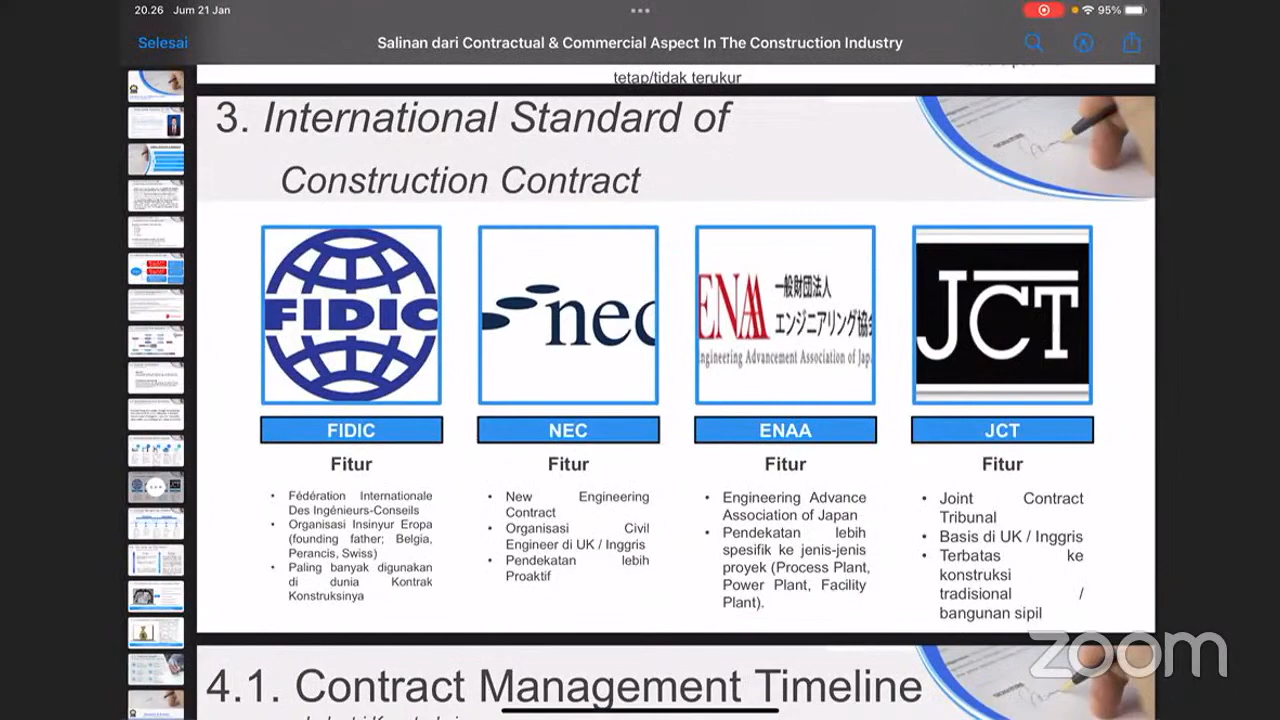 20.26 Jum 21 Jan
95%
Selesai
Salinan dari Contractual & Commercial Aspect In The Construction Industry
tetap/tidak terukur
3. International Standard of
Construction Contract
FIDIC
nec
ENAA
一般財団法人
エンジニアリング協会
Engineering Advancement Association of Jap
JCT
FIDIC
NEC
ENAA
JCT
Fitur
Fitur
Fitur
Fitur
• Fédération Internationale
Des Ingénieurs-Conseils
• Organisasi Insinyur Eropa
(founding father; Belgia,
Perancis, Swiss)
• Paling banyak digunakan
di dunia Kontrak
Konstruksinya
• New Engineering
Contract
• Organisasi Civil
Engineer di UK / Inggris
• Pendekatan lebih
Proaktif
• Engineering Advance
Association of Japan
• Pendekatan lebih
spesifik ke jenis-jenis
proyek (Process Plant,
Power Plant, Facility
Plant).
• Joint Contract
Tribunal
• Basis di UK / Inggris
• Terbatas ke
konstruksi
tradisional /
bangunan sipil
4.1. Contract Management Timeline
zoom